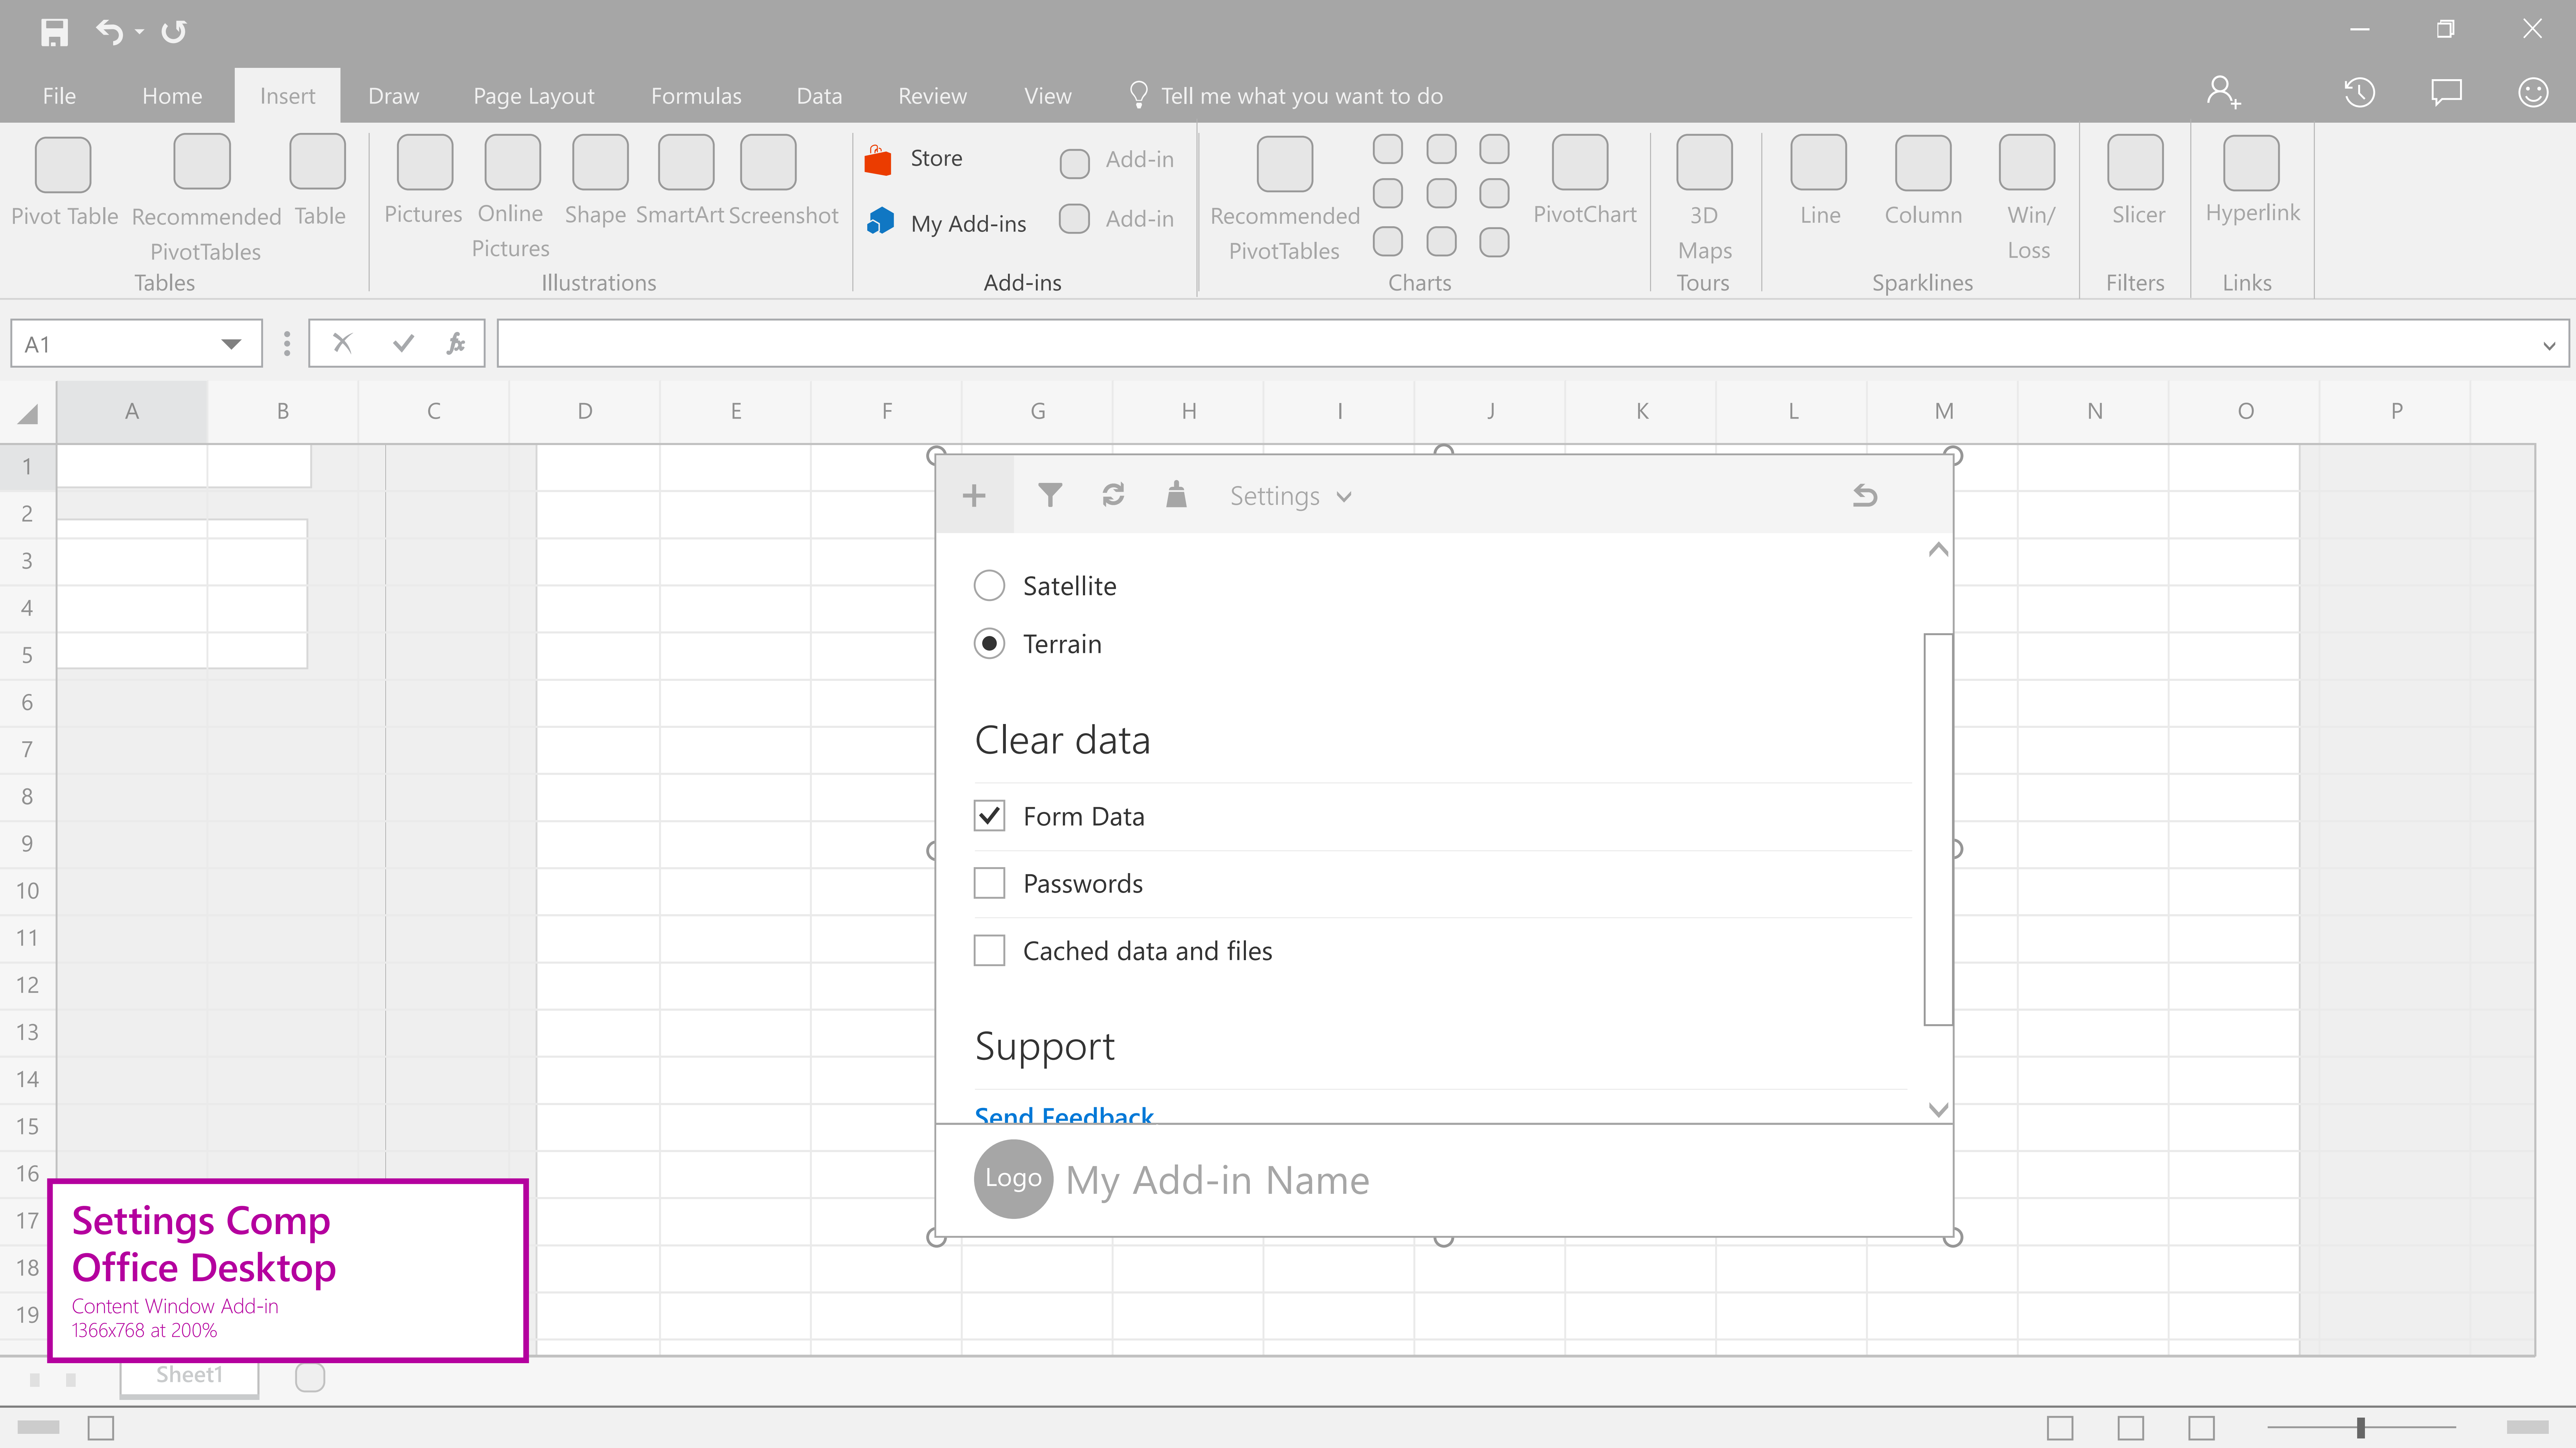 File Home Insert Draw Page Layout Formulas Data Review View Tell me what you want to do
Pivot Table
Recommended
PivotTables
Table
Tables
Pictures
Online
Pictures
Shape
SmartArt
Screenshot
Illustrations
Store
My Add-ins
Add-in
Add-in
Add-ins
Recommended
PivotTables
PivotChart
Charts
3D
Maps
Tours
Line
Column
Win/
Loss
Sparklines
Slicer
Filters
Hyperlink
Links
A1
fx
A B C D E F G H I J K L M N O P
1
2
3
4
5
6
7
8
9
10
11
12
13
14
15
16
17
18
19
Settings
Satellite
Terrain
Clear data
Form Data
Passwords
Cached data and files
Support
Send Feedback
Logo
My Add-in Name
Settings Comp
Office Desktop
Content Window Add-in
1366x768 at 200%
Sheet1